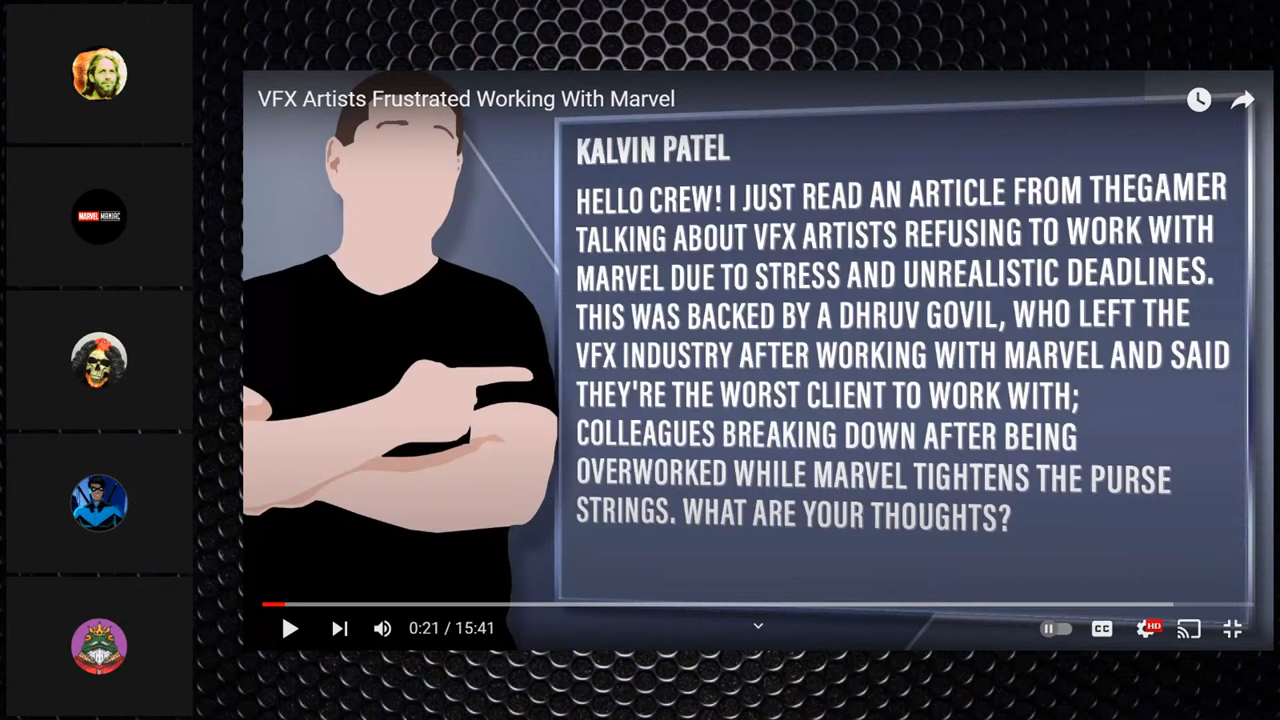 VFX Artists Frustrated Working With Marvel
KALVIN PATEL
HELLO CREW! I JUST READ AN ARTICLE FROM THEGAMER
TALKING ABOUT VFX ARTISTS REFUSING TO WORK WITH
MARVEL DUE TO STRESS AND UNREALISTIC DEADLINES.
THIS WAS BACKED BY A DHRUV GOVIL, WHO LEFT THE
VFX INDUSTRY AFTER WORKING WITH MARVEL AND SAID
THEY'RE THE WORST CLIENT TO WORK WITH;
COLLEAGUES BREAKING DOWN AFTER BEING
OVERWORKED WHILE MARVEL TIGHTENS THE PURSE
STRINGS. WHAT ARE YOUR THOUGHTS?
MARVEL MANIAC
0:21 / 15:41
CC
HD